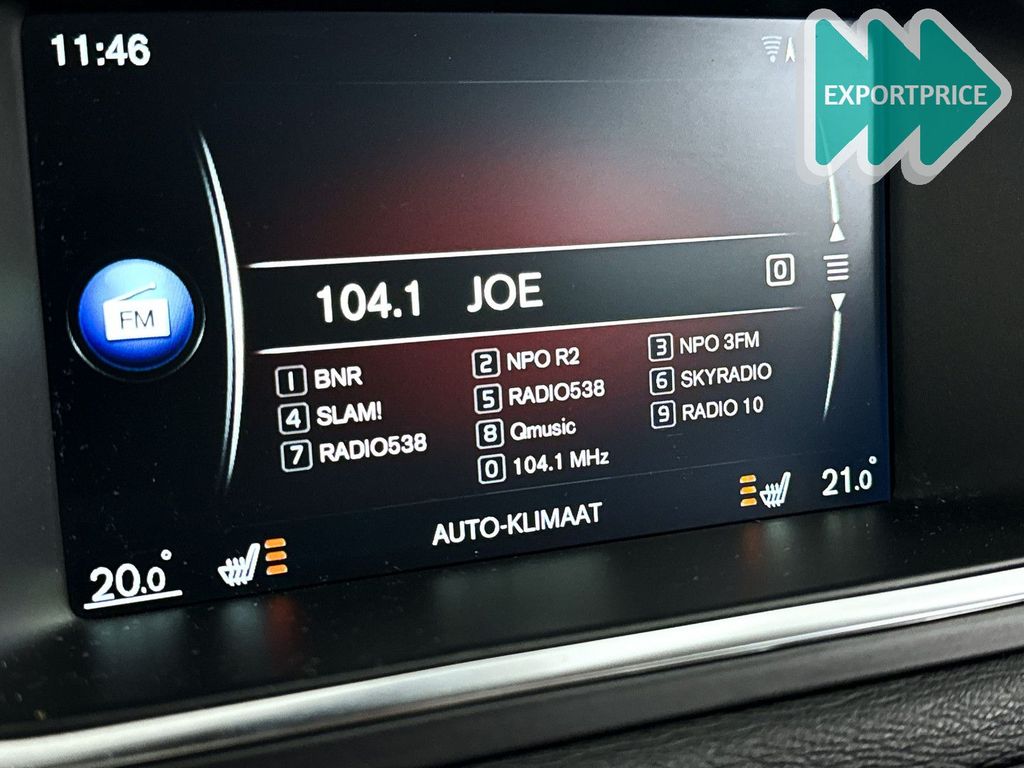 11:46
EXPORTPRICE
104.1 JOE 0
FM
1 BNR 2 NPO R2 3 NPO 3FM
4 SLAM! 5 RADIO538 6 SKYRADIO
7 RADIO538 8 Qmusic 9 RADIO 10
0 104.1 MHz
20.0° AUTO-KLIMAAT 21.0°